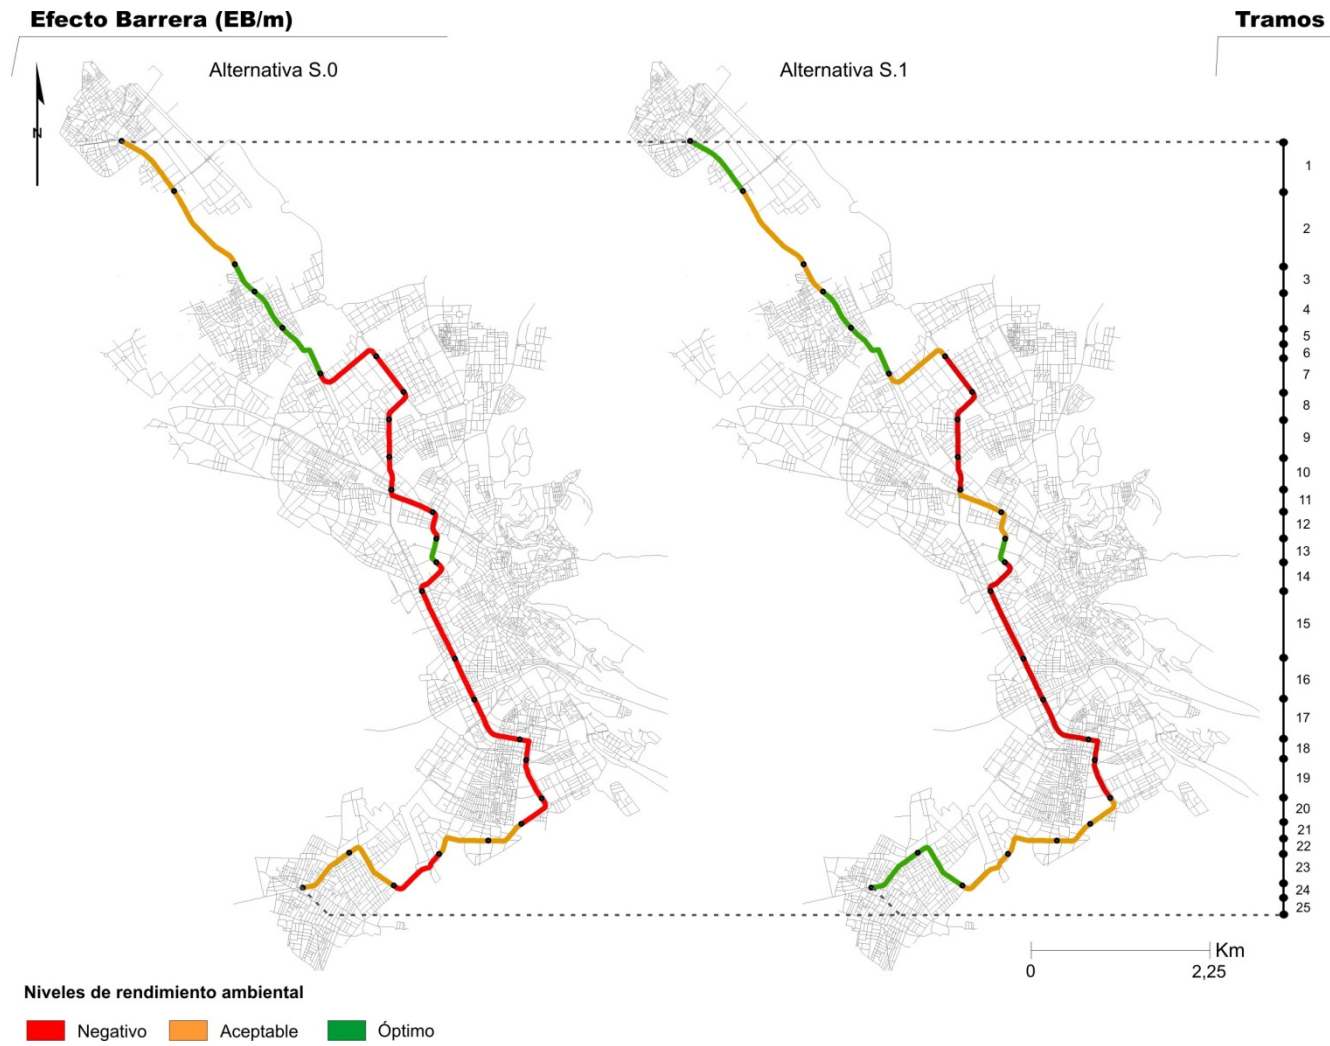 Efecto Barrera (EB/m)
Tramos
Alternativa S.0
Alternativa S.1
N
1
2
3
4
5
6
7
8
9
10
11
12
13
14
15
16
17
18
19
20
21
22
23
24
25
Km
0
2,25
Niveles de rendimiento ambiental
Negativo
Aceptable
Óptimo